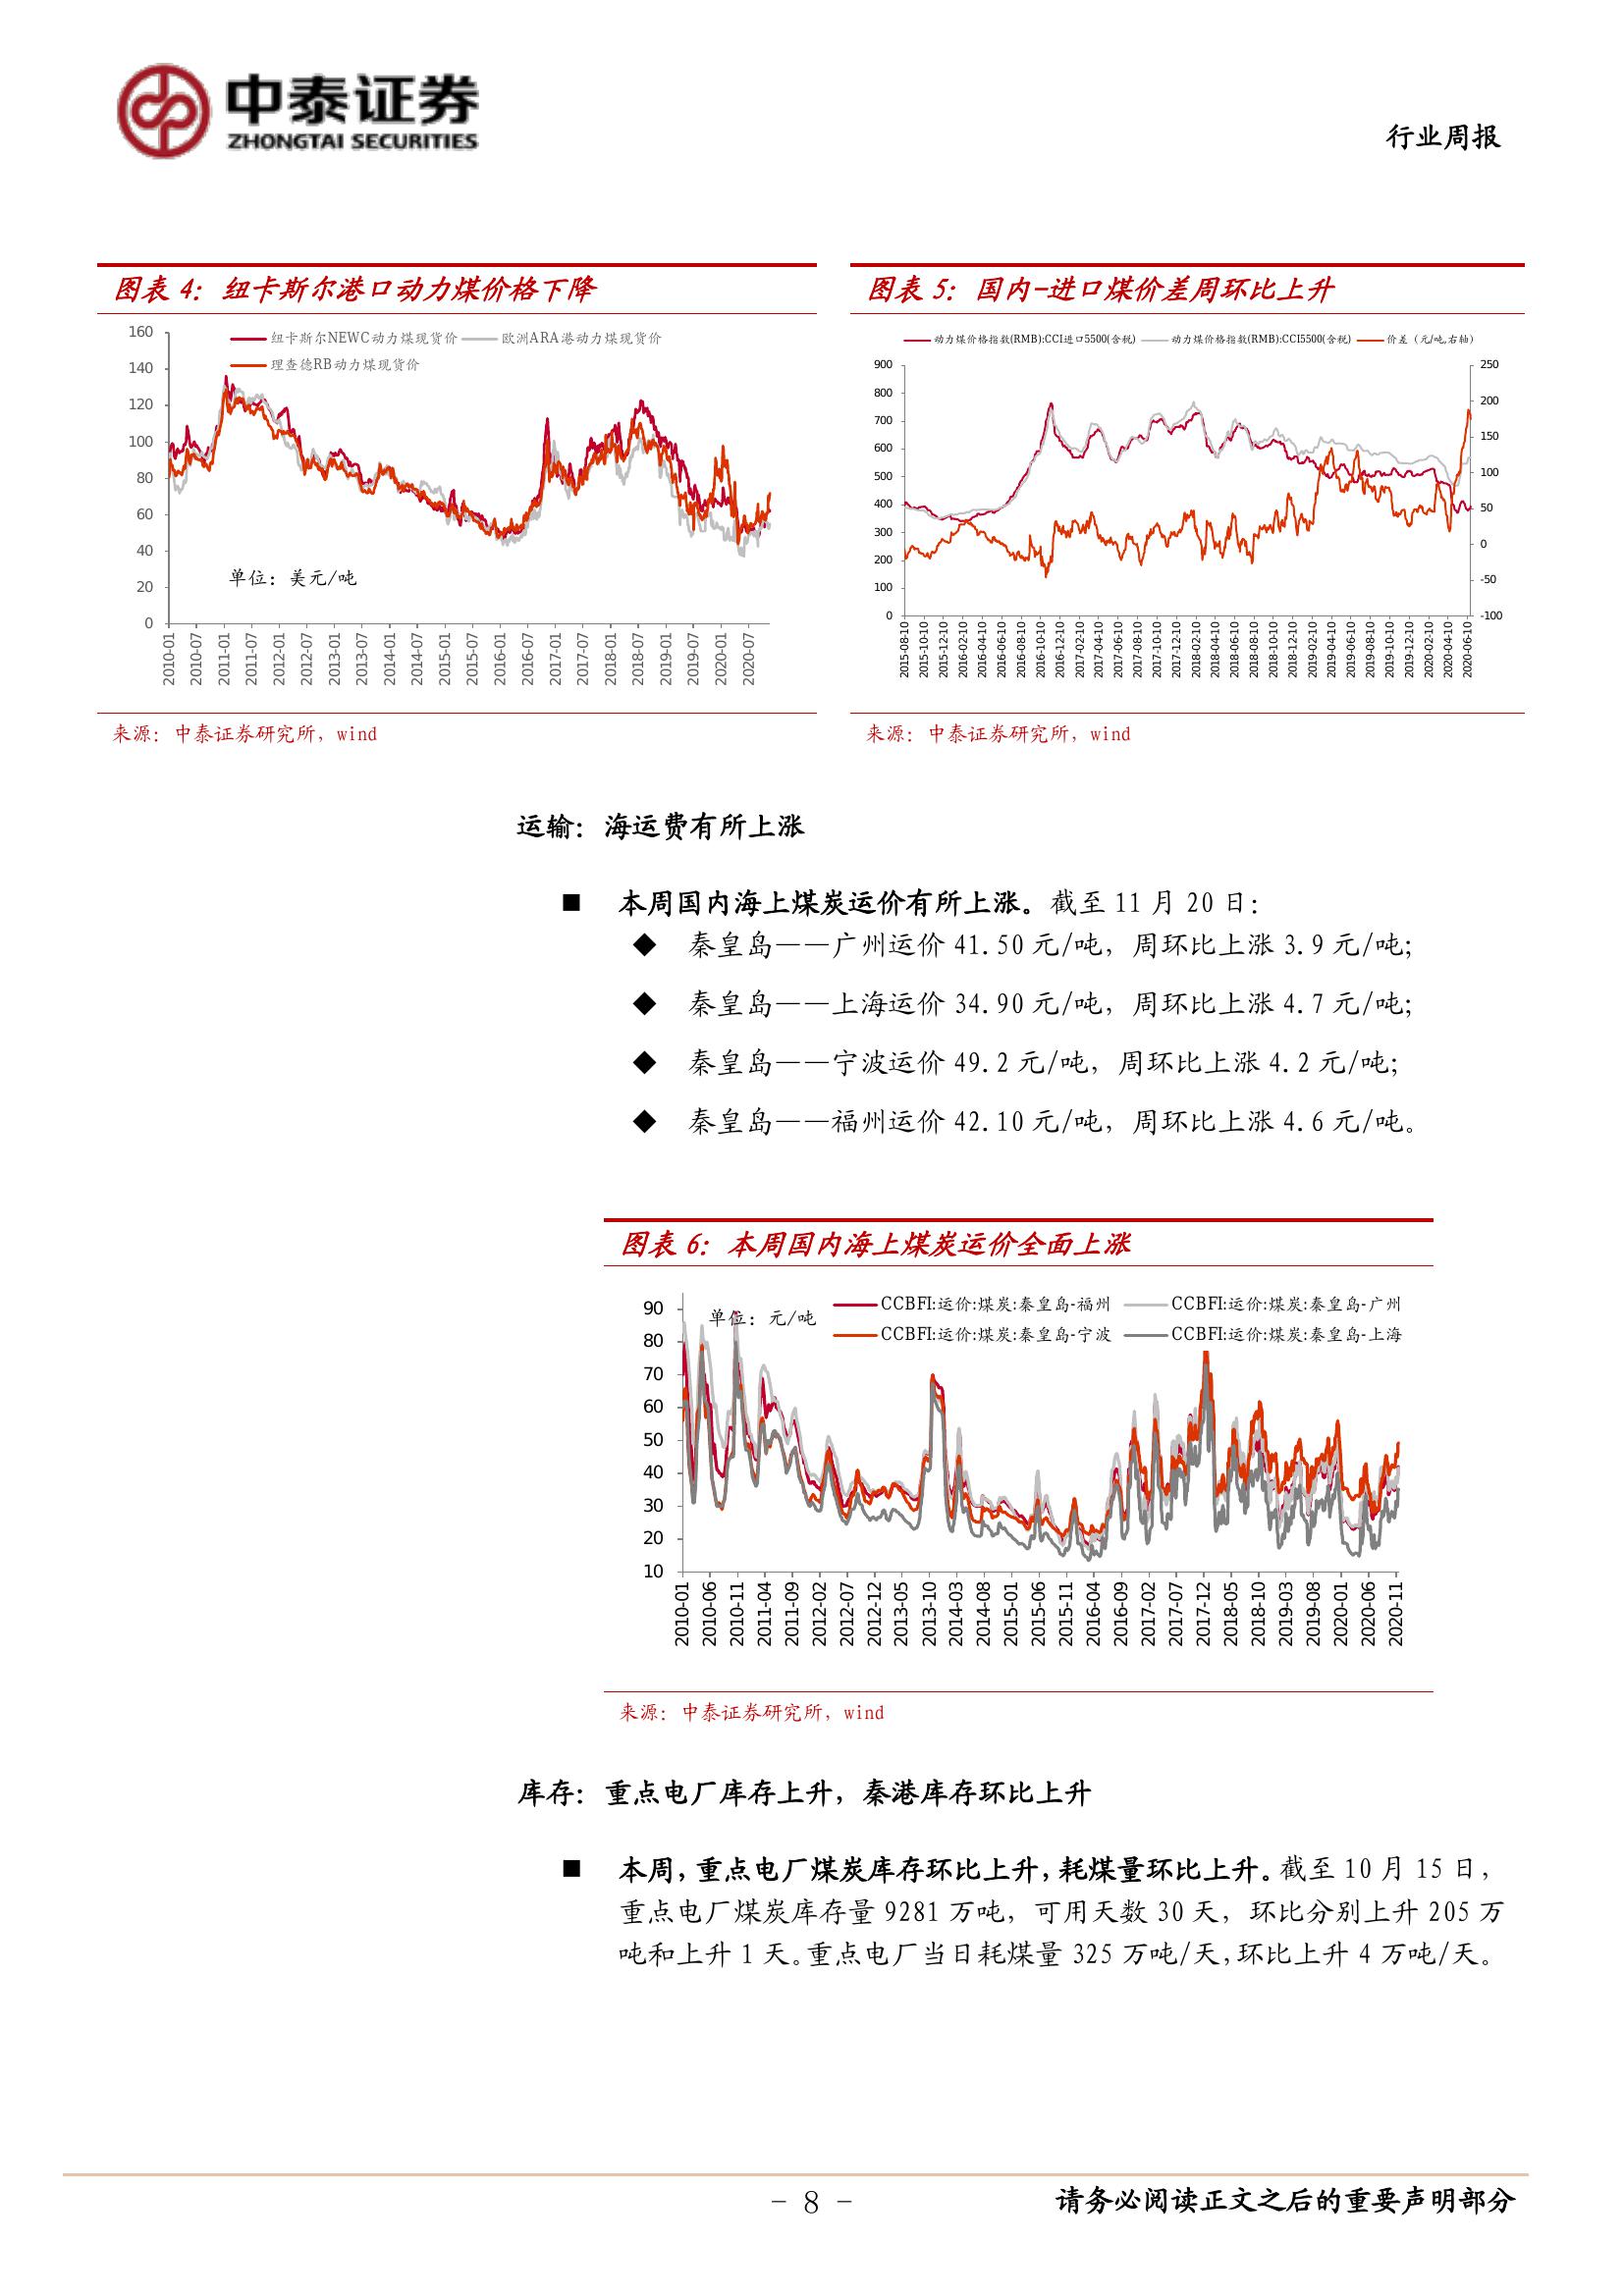 中泰证券
ZHONGTAI SECURITIES
行业周报
图表 4：纽卡斯尔港口动力煤价格下降
纽卡斯尔NEWC动力煤现货价 欧洲ARA港动力煤现货价
理查德RB动力煤现货价
160
140
120
100
80
60
40
20
0
单位：美元/吨
2010-01 2010-07 2011-01 2011-07 2012-01 2012-07 2013-01 2013-07 2014-01 2014-07 2015-01 2015-07 2016-01 2016-07 2017-01 2017-07 2018-01 2018-07 2019-01 2019-07 2020-01 2020-07
来源：中泰证券研究所，wind
图表 5：国内-进口煤价差周环比上升
动力煤价格指数(RMB):CCI进口5500(含税) 动力煤价格指数(RMB):CCI5500(含税) 价差（元/吨,右轴）
900
800
700
600
500
400
300
200
100
0
250
200
150
100
50
0
-50
-100
2015-08-10 2015-10-10 2015-12-10 2016-02-10 2016-04-10 2016-06-10 2016-08-10 2016-10-10 2016-12-10 2017-02-10 2017-04-10 2017-06-10 2017-08-10 2017-10-10 2017-12-10 2018-02-10 2018-04-10 2018-06-10 2018-08-10 2018-10-10 2018-12-10 2019-02-10 2019-04-10 2019-06-10 2019-08-10 2019-10-10 2019-12-10 2020-02-10 2020-04-10 2020-06-10
来源：中泰证券研究所，wind
运输：海运费有所上涨
■ 本周国内海上煤炭运价有所上涨。截至 11 月 20 日：
◆ 秦皇岛——广州运价 41.50 元/吨，周环比上涨 3.9 元/吨；
◆ 秦皇岛——上海运价 34.90 元/吨，周环比上涨 4.7 元/吨；
◆ 秦皇岛——宁波运价 49.2 元/吨，周环比上涨 4.2 元/吨；
◆ 秦皇岛——福州运价 42.10 元/吨，周环比上涨 4.6 元/吨。
图表 6：本周国内海上煤炭运价全面上涨
单位：元/吨
CCBFI:运价:煤炭:秦皇岛-福州 CCBFI:运价:煤炭:秦皇岛-广州
CCBFI:运价:煤炭:秦皇岛-宁波 CCBFI:运价:煤炭:秦皇岛-上海
90
80
70
60
50
40
30
20
10
2010-01 2010-06 2010-11 2011-04 2011-09 2012-02 2012-07 2012-12 2013-05 2013-10 2014-03 2014-08 2015-01 2015-06 2015-11 2016-04 2016-09 2017-02 2017-07 2017-12 2018-05 2018-10 2019-03 2019-08 2020-01 2020-06 2020-11
来源：中泰证券研究所，wind
库存：重点电厂库存上升，秦港库存环比上升
■ 本周，重点电厂煤炭库存环比上升，耗煤量环比上升。截至 10 月 15 日，
重点电厂煤炭库存量 9281 万吨，可用天数 30 天，环比分别上升 205 万
吨和上升 1 天。重点电厂当日耗煤量 325 万吨/天，环比上升 4 万吨/天。
- 8 -
请务必阅读正文之后的重要声明部分